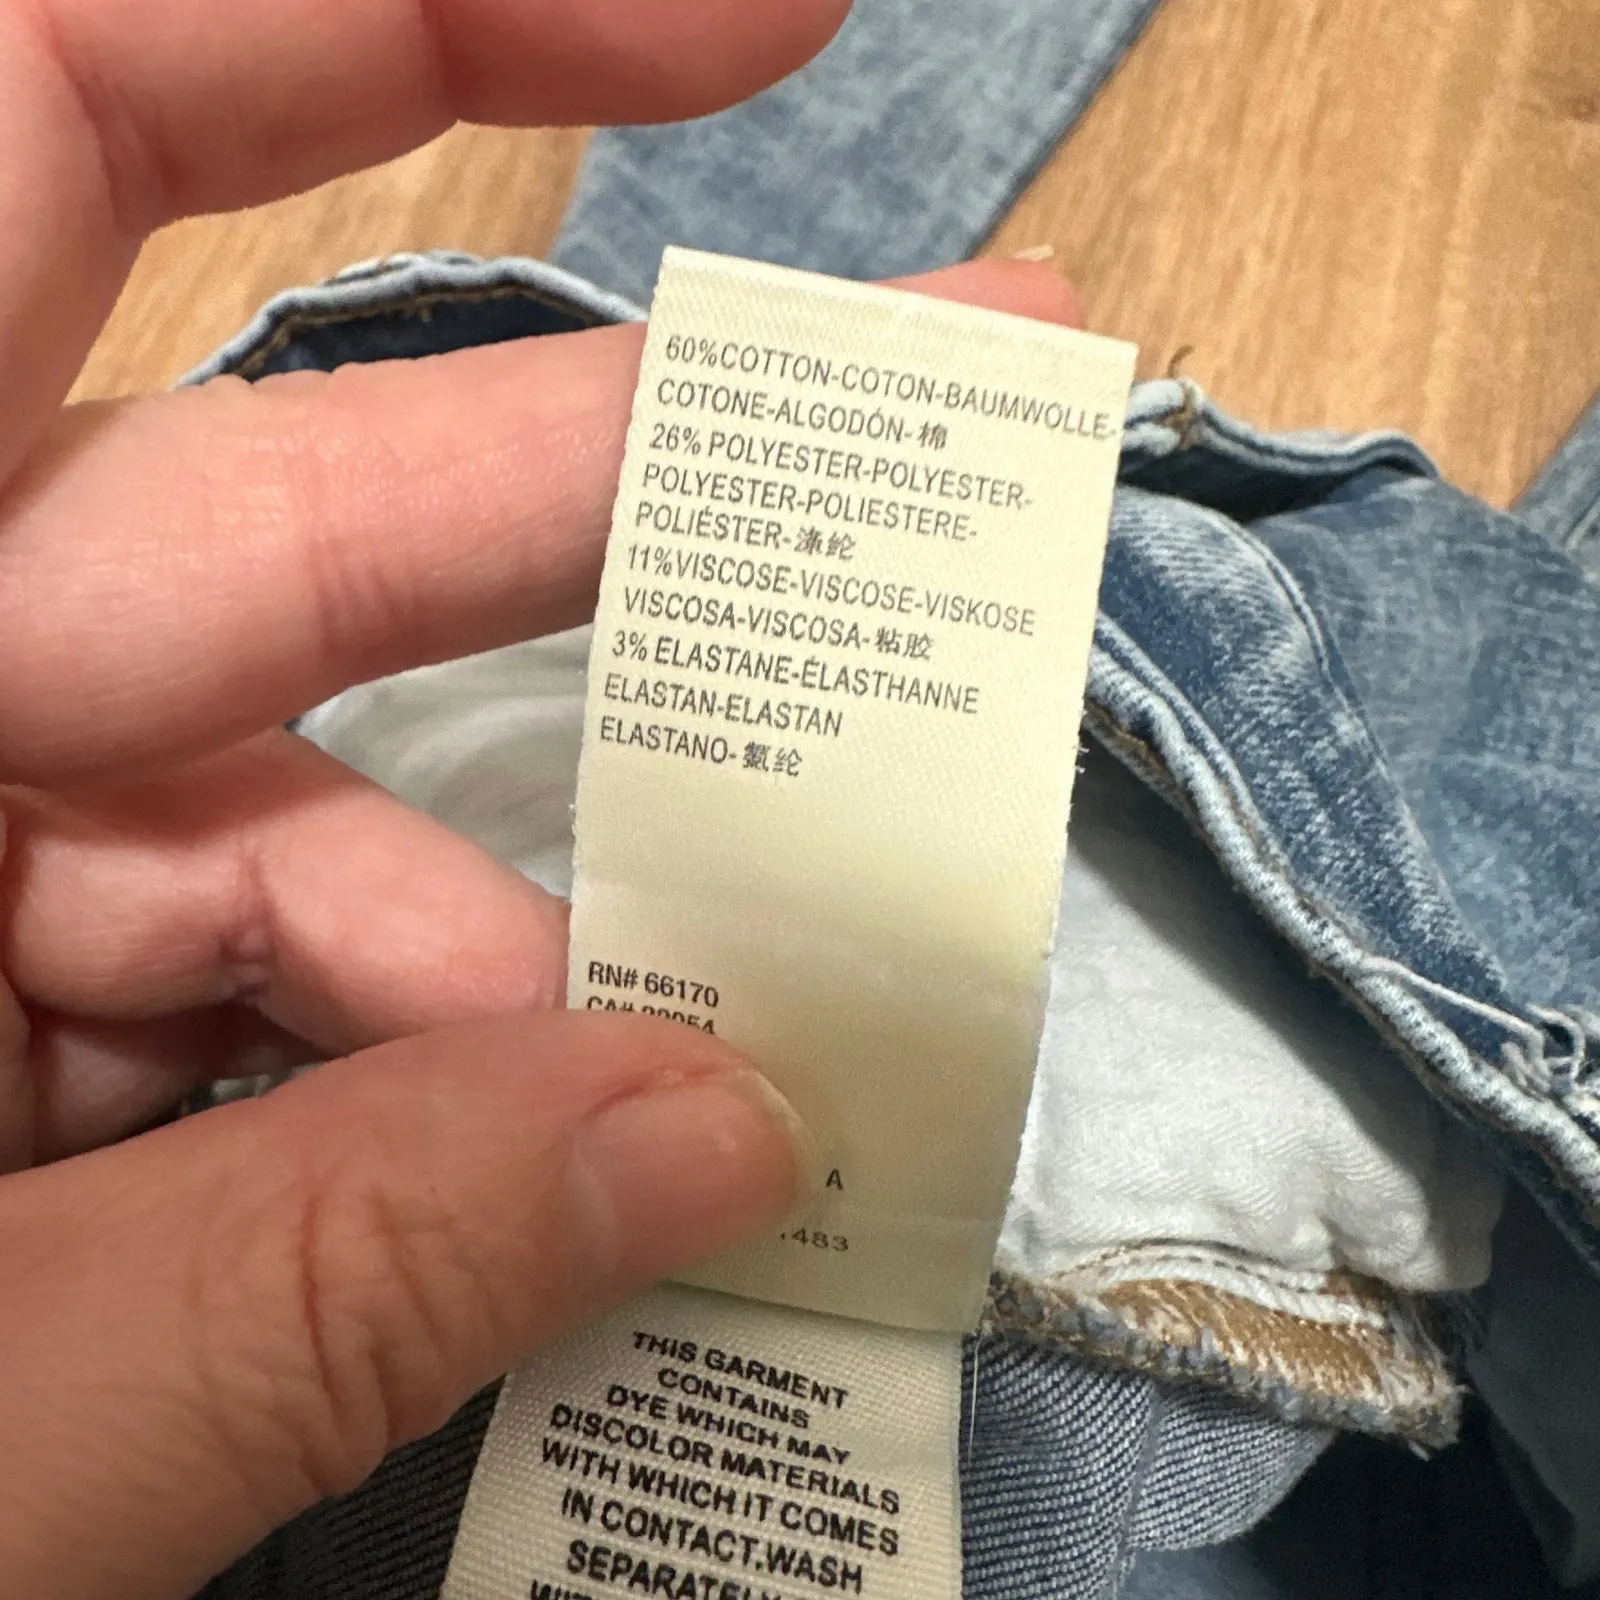 60%COTTON-COTON-BAUMWOLLE-
COTONE-ALGODÓN-棉
26% POLYESTER-POLYESTER-
POLYESTER-POLIESTERE-
POLIÉSTER-涤纶
11%VISCOSE-VISCOSE-VISKOSE
VISCOSA-VISCOSA-粘胶
3% ELASTANE-ÉLASTHANNE
ELASTAN-ELASTAN
ELASTANO-氨纶
RN# 66170
CA#
A
483
THIS GARMENT
CONTAINS
DYE WHICH MAY
DISCOLOR MATERIALS
WITH WHICH IT COMES
IN CONTACT.WASH
SEPARATELY